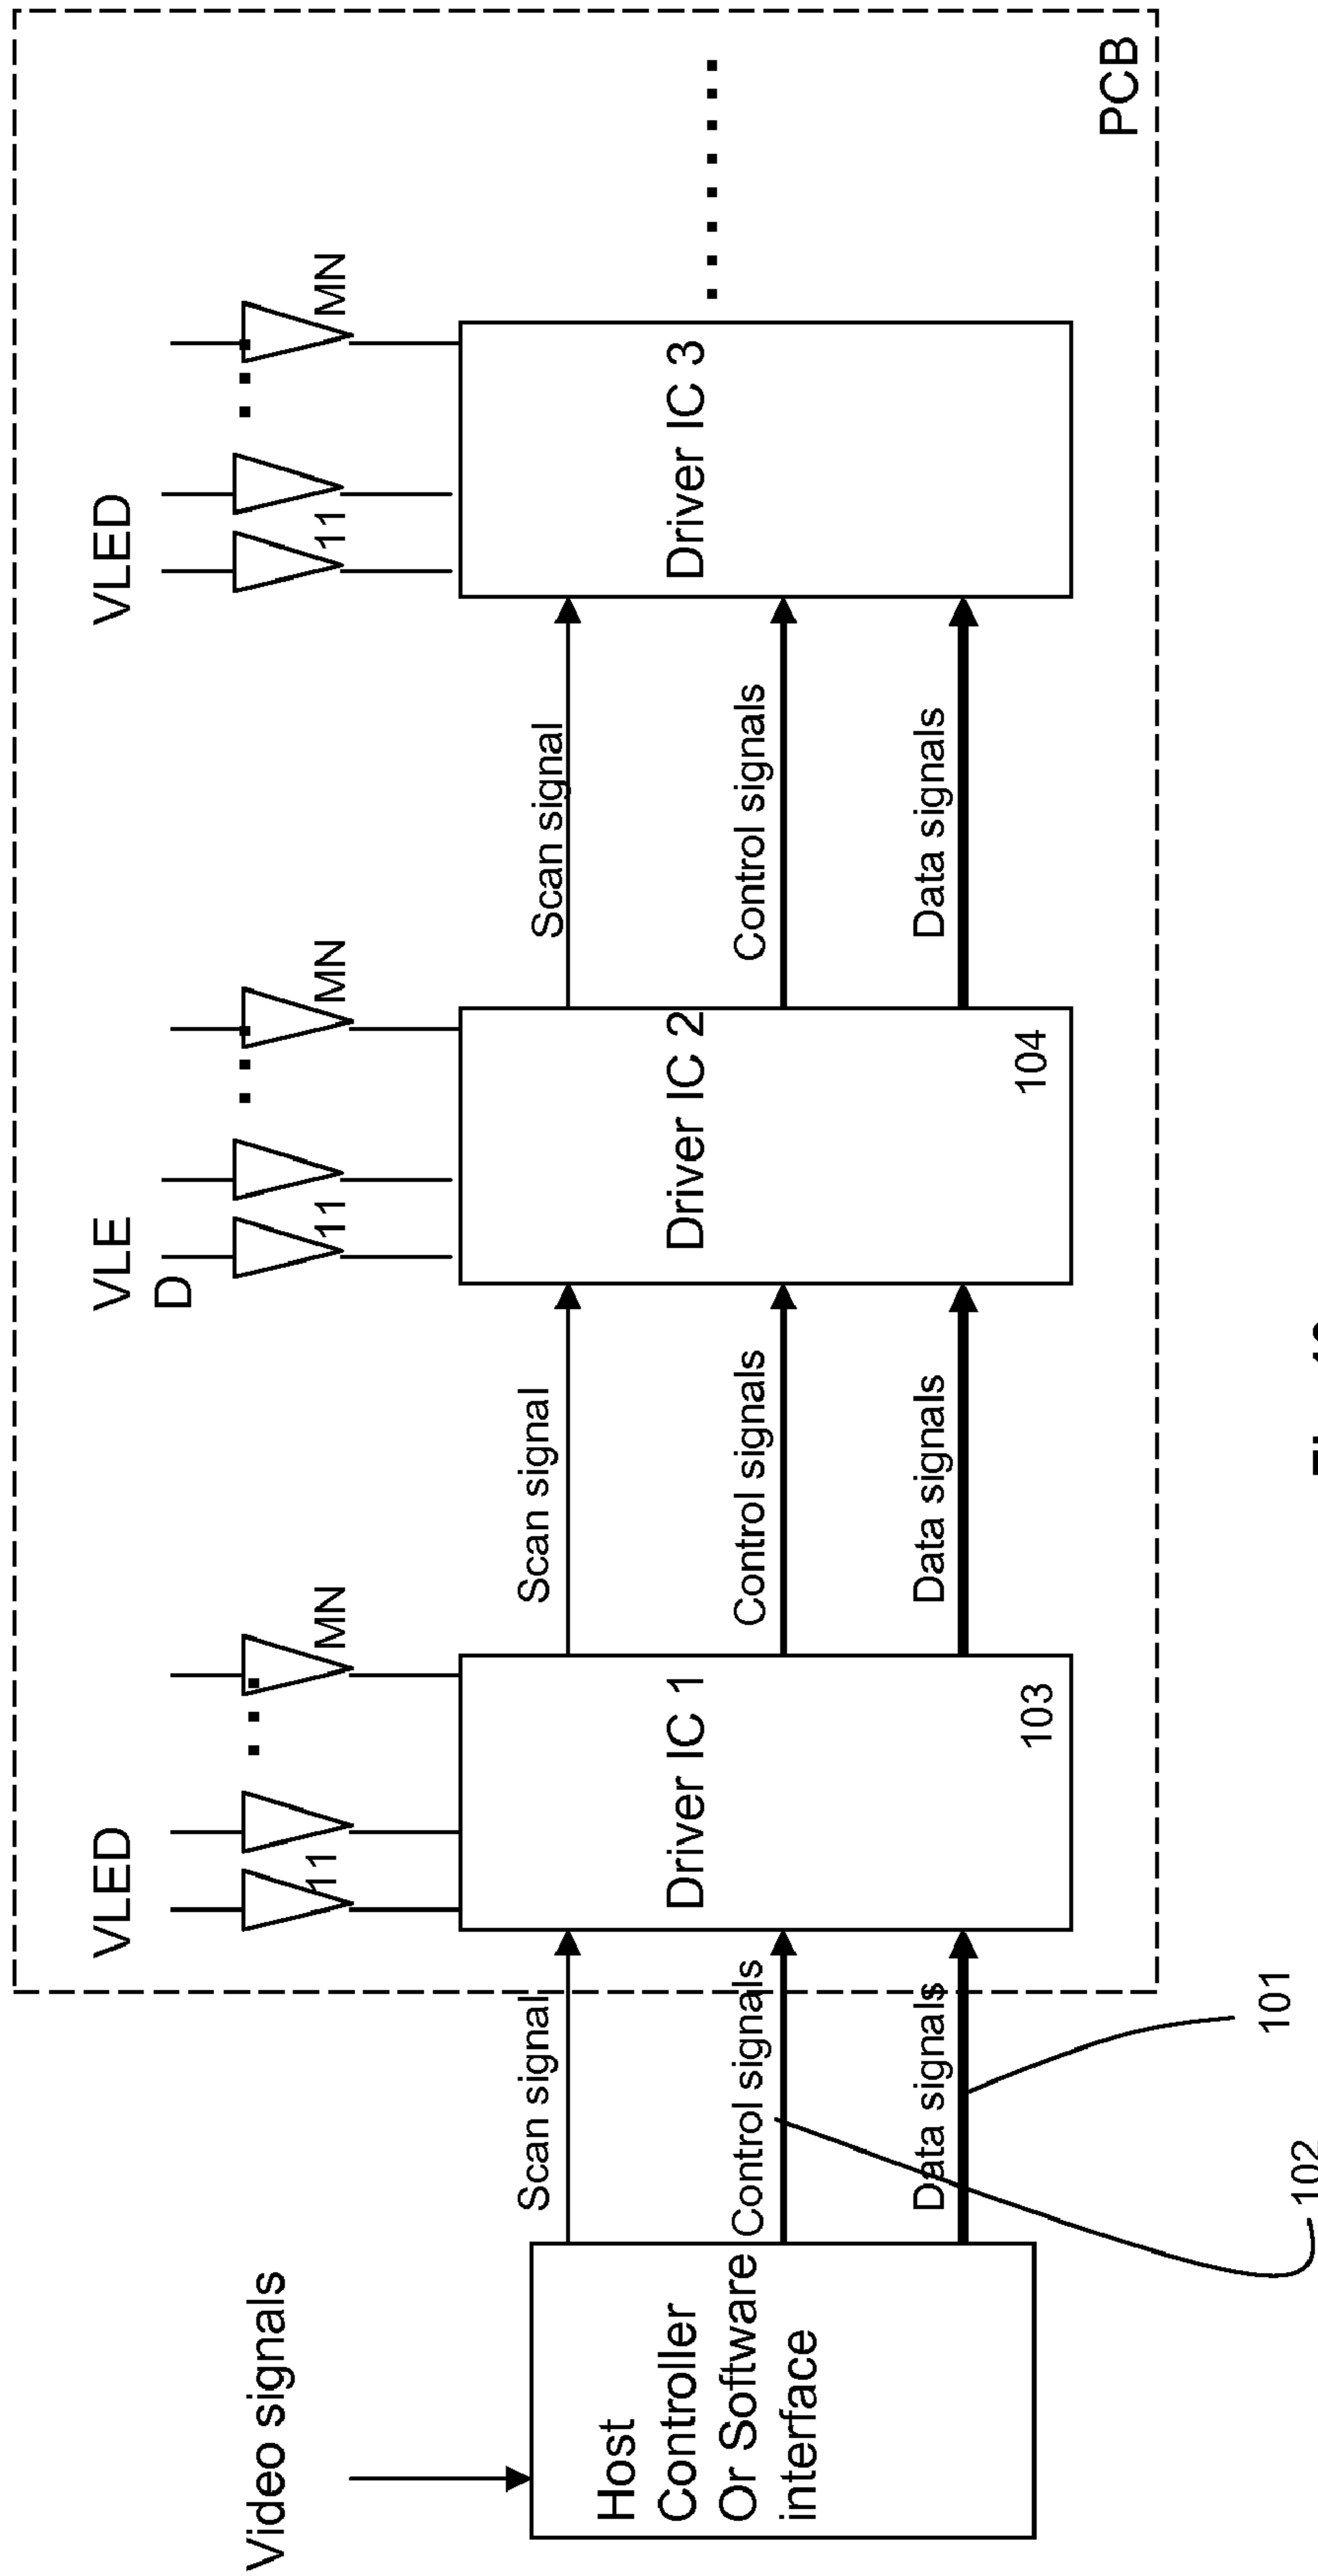 Video signals
Host
Controller
Or Software
interface
Scan signal
Control signals
Data signals
102
101
VLED
11
MN
Driver IC 1
103
Scan signal
Control signals
Data signals
VLE
D
11
MN
Driver IC 2
104
Scan signal
Control signals
Data signals
VLED
11
MN
Driver IC 3
PCB